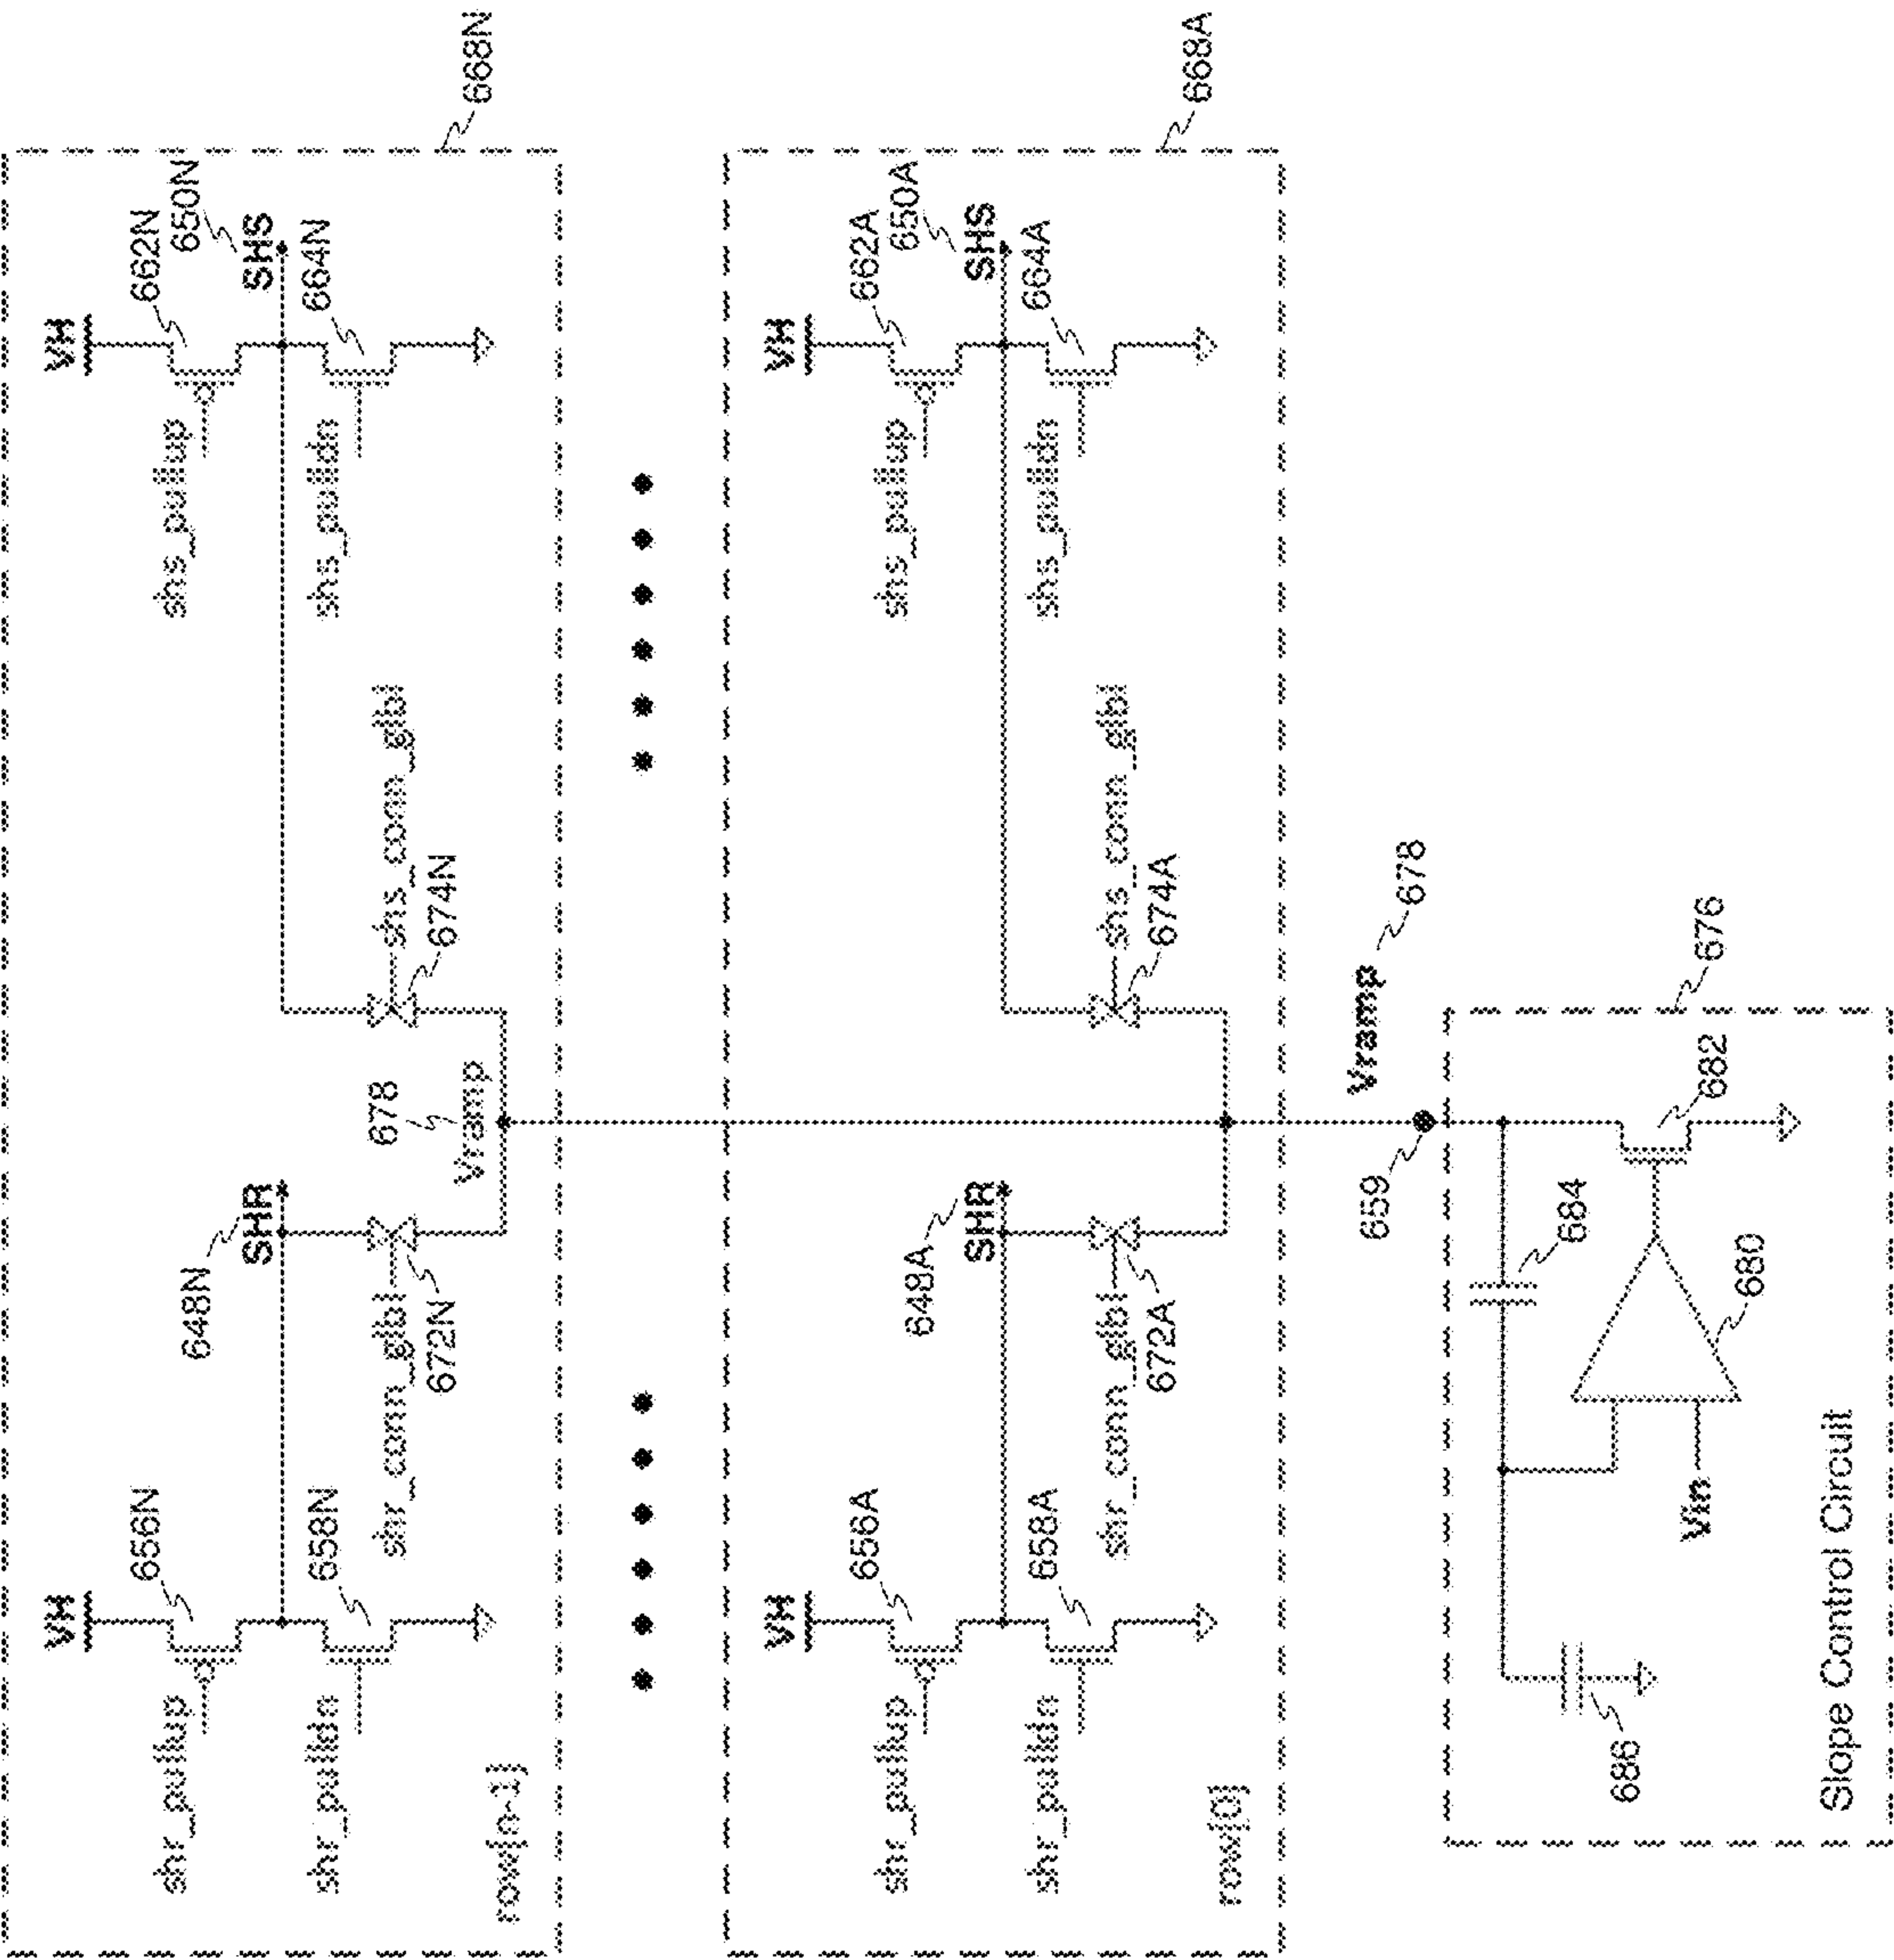 668N
VH
656N
shr_pullup
658N
shr_pulldn
648N
SHR
shr_conn_glbl
672N
678
Vramp
shs_conn_glbl
674N
VH
662N
650N
SHS
shs_pullup
664N
shs_pulldn
row[n-1]
668A
VH
656A
shr_pullup
658A
shr_pulldn
648A
SHR
shr_conn_glbl
672A
shs_conn_glbl
674A
VH
662A
650A
SHS
shs_pullup
664A
shs_pulldn
row[0]
659
Vramp
678
676
684
682
680
686
Vin
Slope Control Circuit